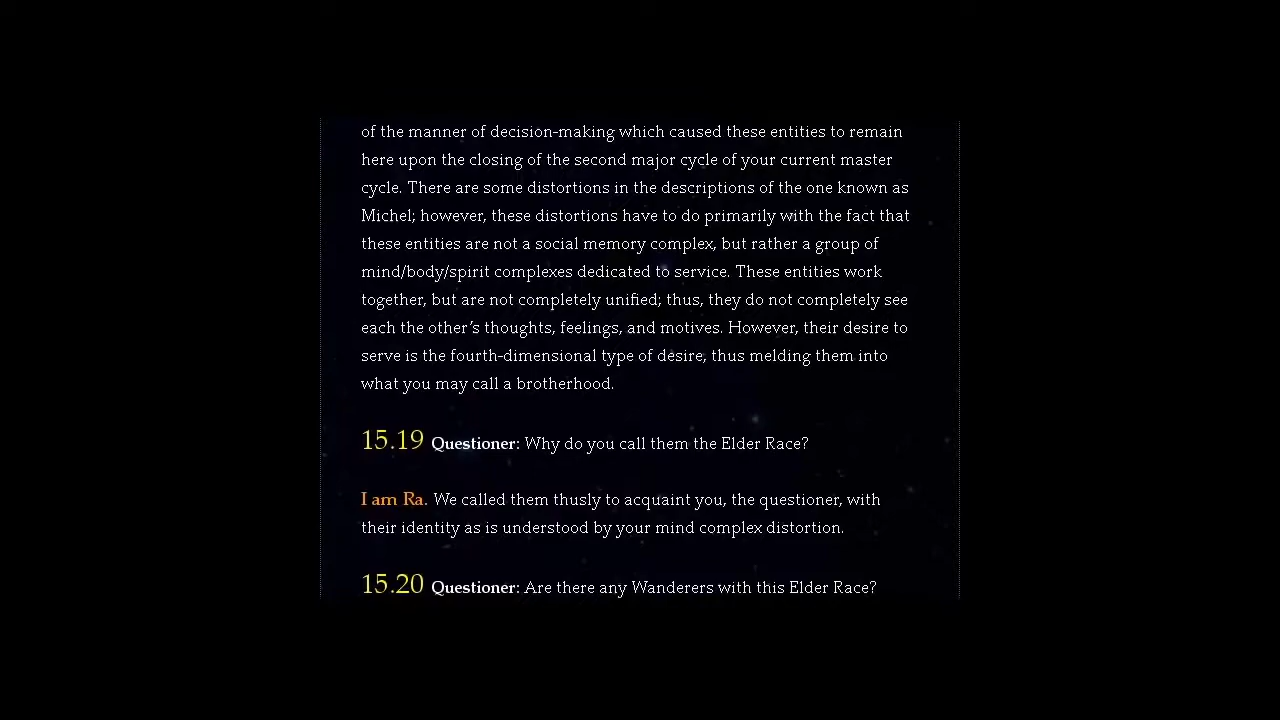 of the manner of decision-making which caused these entities to remain
here upon the closing of the second major cycle of your current master
cycle. There are some distortions in the descriptions of the one known as
Michel; however, these distortions have to do primarily with the fact that
these entities are not a social memory complex, but rather a group of
mind/body/spirit complexes dedicated to service. These entities work
together, but are not completely unified; thus, they do not completely see
each the other's thoughts, feelings, and motives. However, their desire to
serve is the fourth-dimensional type of desire, thus melding them into
what you may call a brotherhood.
15.19 Questioner: Why do you call them the Elder Race?
I am Ra. We called them thusly to acquaint you, the questioner, with
their identity as is understood by your mind complex distortion.
15.20 Questioner: Are there any Wanderers with this Elder Race?